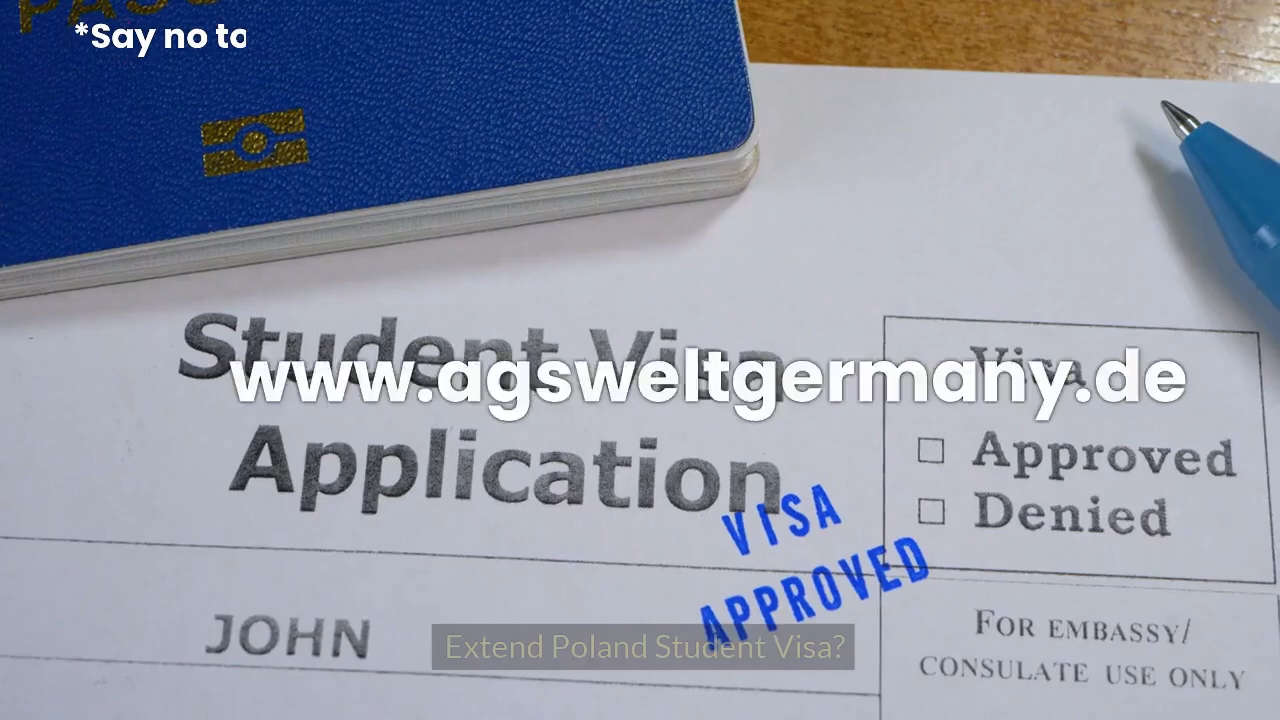 *Say no to
Student Visa
Application
www.agsweltgermany.de
Visa
Approved
Denied
VISA
APPROVED
JOHN
FOR EMBASSY/
CONSULATE USE ONLY
Extend Poland Student Visa?